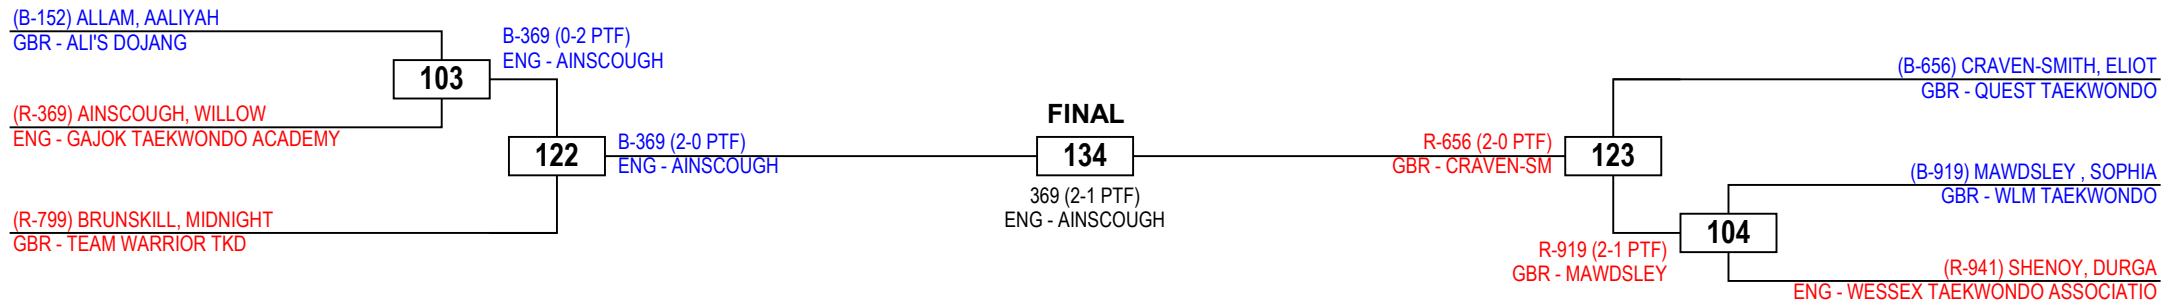 (B-152) ALLAM, AALIYAH
GBR - ALI'S DOJANG
B-369 (0-2 PTF)
ENG - AINSCOUGH
103
(R-369) AINSCOUGH, WILLOW
ENG - GAJOK TAEKWONDO ACADEMY
122
B-369 (2-0 PTF)
ENG - AINSCOUGH
(R-799) BRUNSKILL, MIDNIGHT
GBR - TEAM WARRIOR TKD
FINAL
134
369 (2-1 PTF)
ENG - AINSCOUGH
(B-656) CRAVEN-SMITH, ELIOT
GBR - QUEST TAEKWONDO
R-656 (2-0 PTF)
GBR - CRAVEN-SM
123
(B-919) MAWDSLEY , SOPHIA
GBR - WLM TAEKWONDO
104
R-919 (2-1 PTF)
GBR - MAWDSLEY
(R-941) SHENOY, DURGA
ENG - WESSEX TAEKWONDO ASSOCIATIO